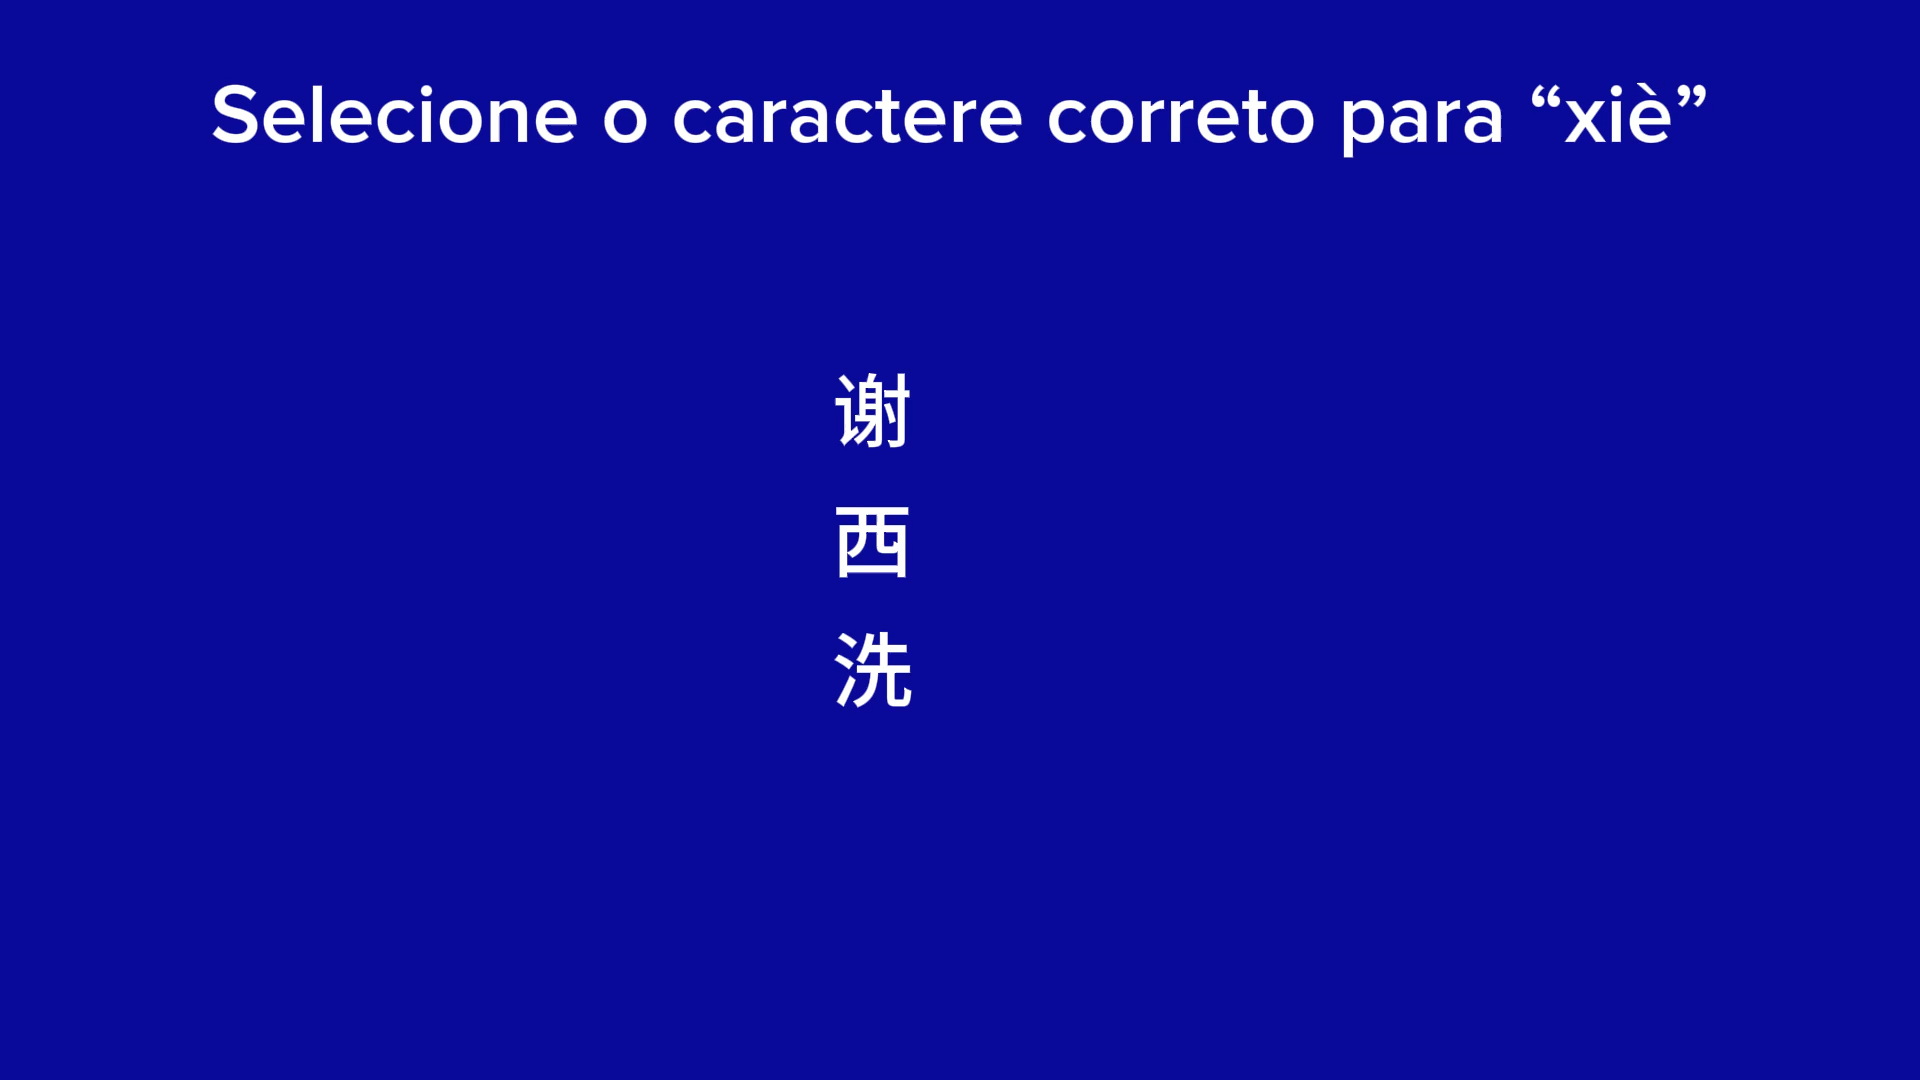 Selecione o caractere correto para “xiè”
谢
西
洗